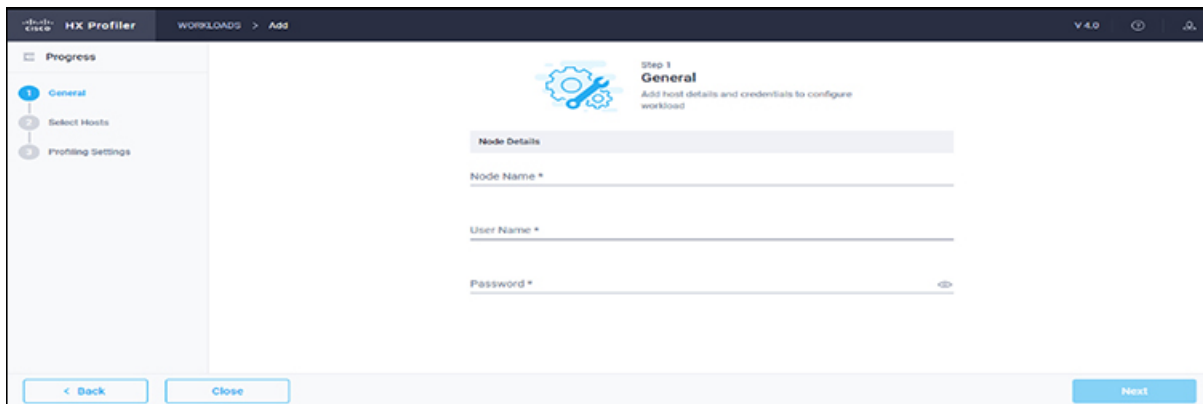 CISCO HX Profiler WORKLOADS > Add V 4.0
Progress
1 General
2 Select Hosts
3 Profiling Settings
Step 1
General
Add host details and credentials to configure
workload
Node Details
Node Name *
User Name *
Password *
< Back Close Next